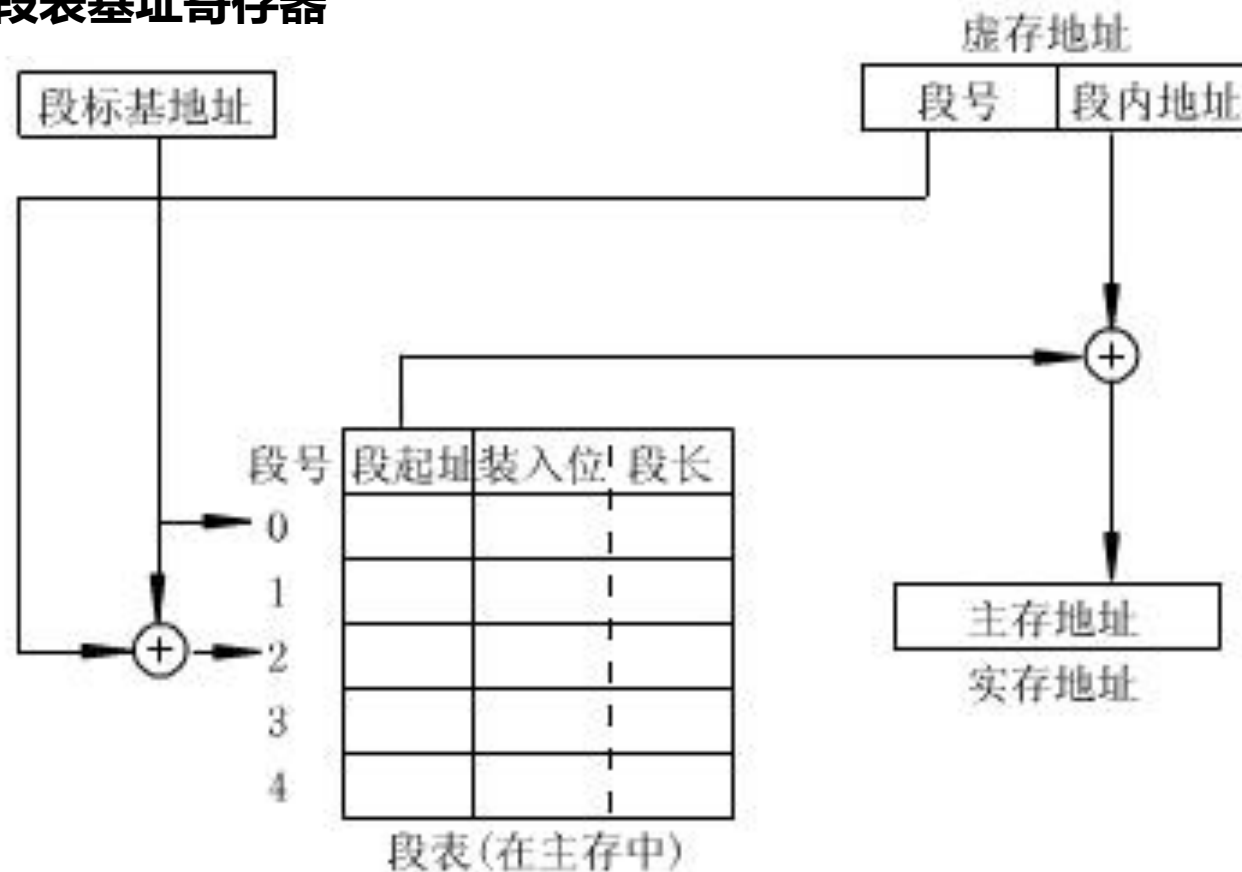 段表基址寄存器
虚存地址
段标基地址
段号 段内地址
段号 段起址 装入位 段长
0
1
2
3
4
主存地址
实存地址
段表(在主存中)